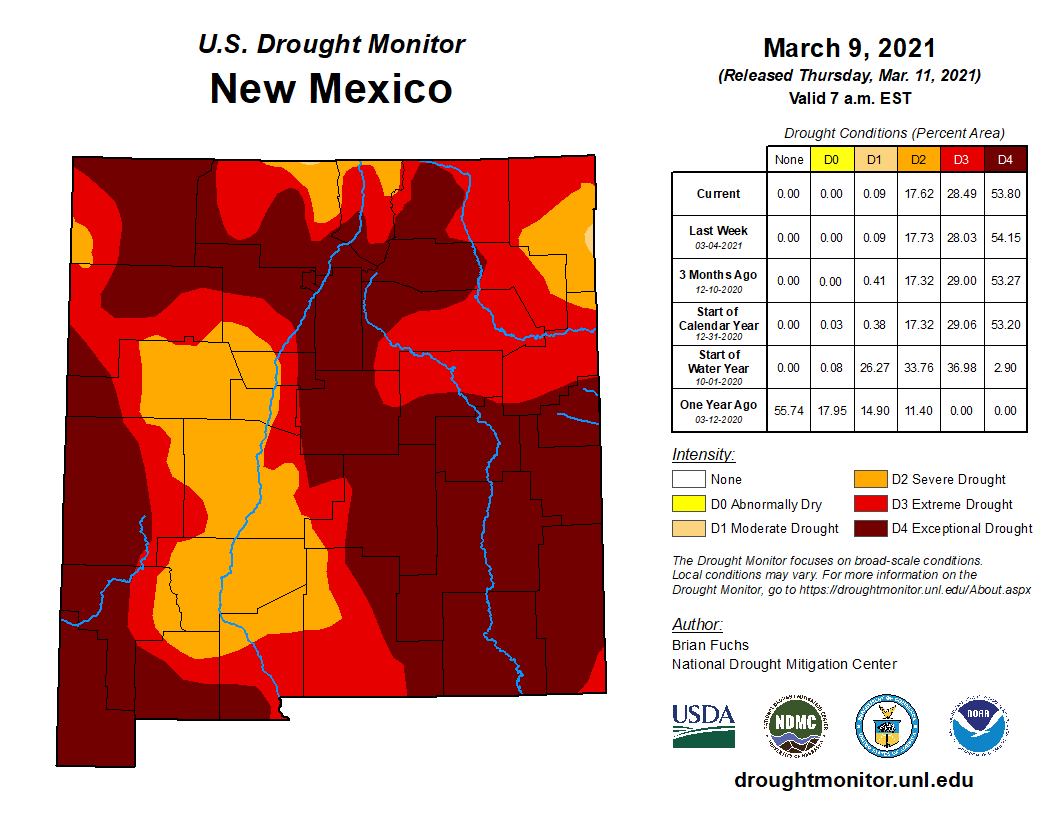 U.S. Drought Monitor
New Mexico
March 9, 2021
(Released Thursday, Mar. 11, 2021)
Valid 7 a.m. EST
Drought Conditions (Percent Area)
None D0 D1 D2 D3 D4
Current 0.00 0.00 0.09 17.62 28.49 53.80
Last Week
03-04-2021
0.00 0.00 0.09 17.73 28.03 54.15
3 Months Ago
12-10-2020
0.00 0.00 0.41 17.32 29.00 53.27
Start of
Calendar Year
12-31-2020
0.00 0.03 0.38 17.32 29.06 53.20
Start of
Water Year
10-01-2020
0.00 0.08 26.27 33.76 36.98 2.90
One Year Ago
03-12-2020
55.74 17.95 14.90 11.40 0.00 0.00
Intensity:
None
D0 Abnormally Dry
D1 Moderate Drought
D2 Severe Drought
D3 Extreme Drought
D4 Exceptional Drought
The Drought Monitor focuses on broad-scale conditions.
Local conditions may vary. For more information on the
Drought Monitor, go to https://droughtmonitor.unl.edu/About.aspx
Author:
Brian Fuchs
National Drought Mitigation Center
USDA
NDMC
NOAA
droughtmonitor.unl.edu